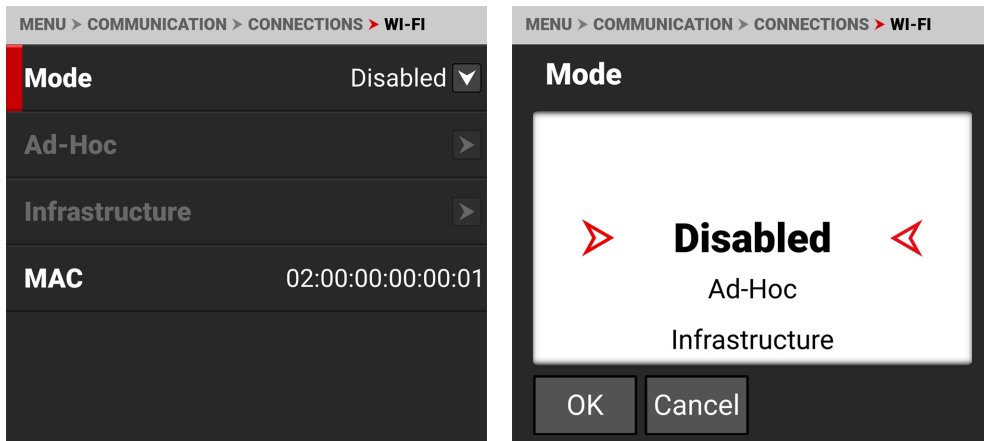 MENU > COMMUNICATION > CONNECTIONS > WI-FI
Mode Disabled
Ad-Hoc
Infrastructure
MAC 02:00:00:00:00:01
MENU > COMMUNICATION > CONNECTIONS > WI-FI
Mode
Disabled
Ad-Hoc
Infrastructure
OK Cancel